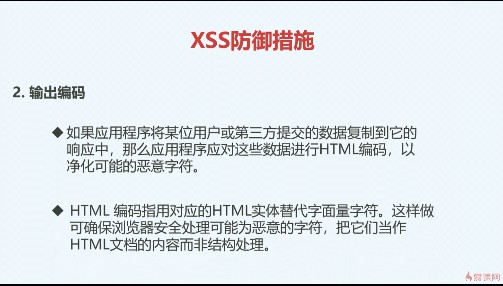 XSS防御措施
2. 输出编码
◆ 如果应用程序将某位用户或第三方提交的数据复制到它的
响应中，那么应用程序应对这些数据进行HTML编码，以
净化可能的恶意字符。
◆ HTML 编码指用对应的HTML实体替代字面量字符。这样做
可确保浏览器安全处理可能为恶意的字符，把它们当作
HTML文档的内容而非结构处理。